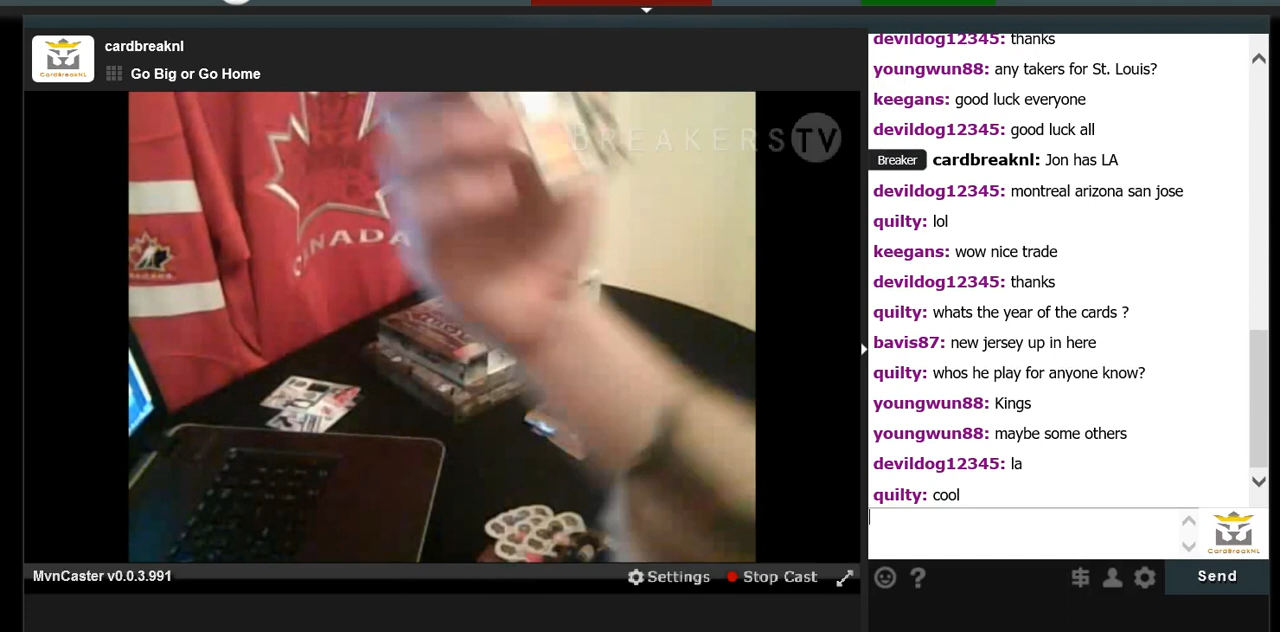 cardbreaknl
Go Big or Go Home
CardBreakNL
BREAKERSTV
CANADA
MvnCaster v0.0.3.991
Settings
Stop Cast
devildog12345: thanks
youngwun88: any takers for St. Louis?
keegans: good luck everyone
devildog12345: good luck all
Breaker cardbreaknl: Jon has LA
devildog12345: montreal arizona san jose
quilty: lol
keegans: wow nice trade
devildog12345: thanks
quilty: whats the year of the cards ?
bavis87: new jersey up in here
quilty: whos he play for anyone know?
youngwun88: Kings
youngwun88: maybe some others
devildog12345: la
quilty: cool
CardBreakNL
Send